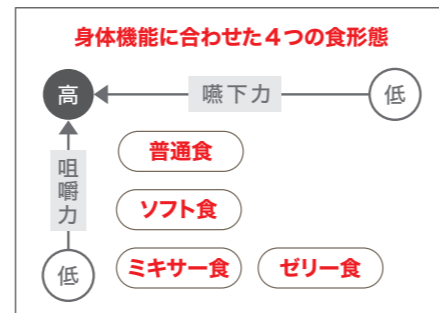 身体機能に合わせた４つの食形態
高
嚥下力
低
普通食
咀嚼力
ソフト食
低
ミキサー食
ゼリー食